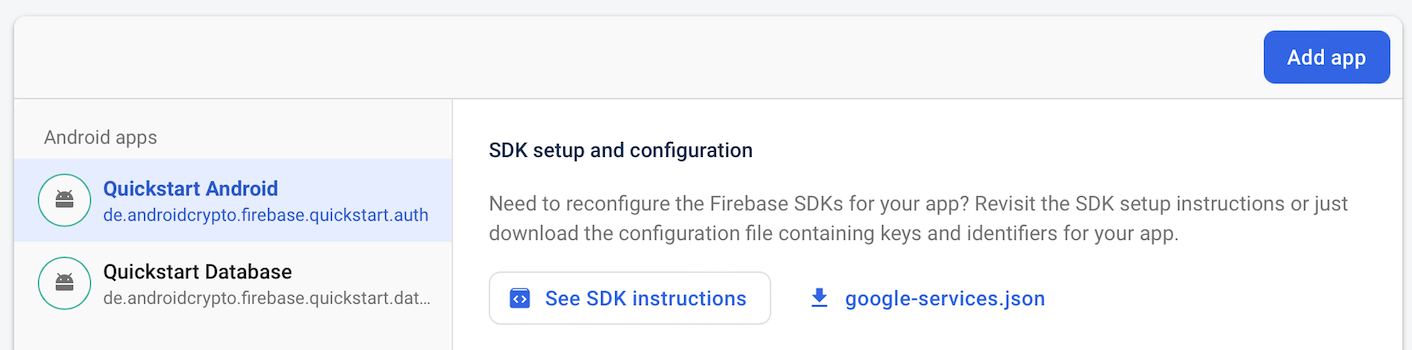 Add app
Android apps
Quickstart Android
de.androidcrypto.firebase.quickstart.auth
Quickstart Database
de.androidcrypto.firebase.quickstart.dat...
SDK setup and configuration
Need to reconfigure the Firebase SDKs for your app? Revisit the SDK setup instructions or just
download the configuration file containing keys and identifiers for your app.
See SDK instructions
google-services.json